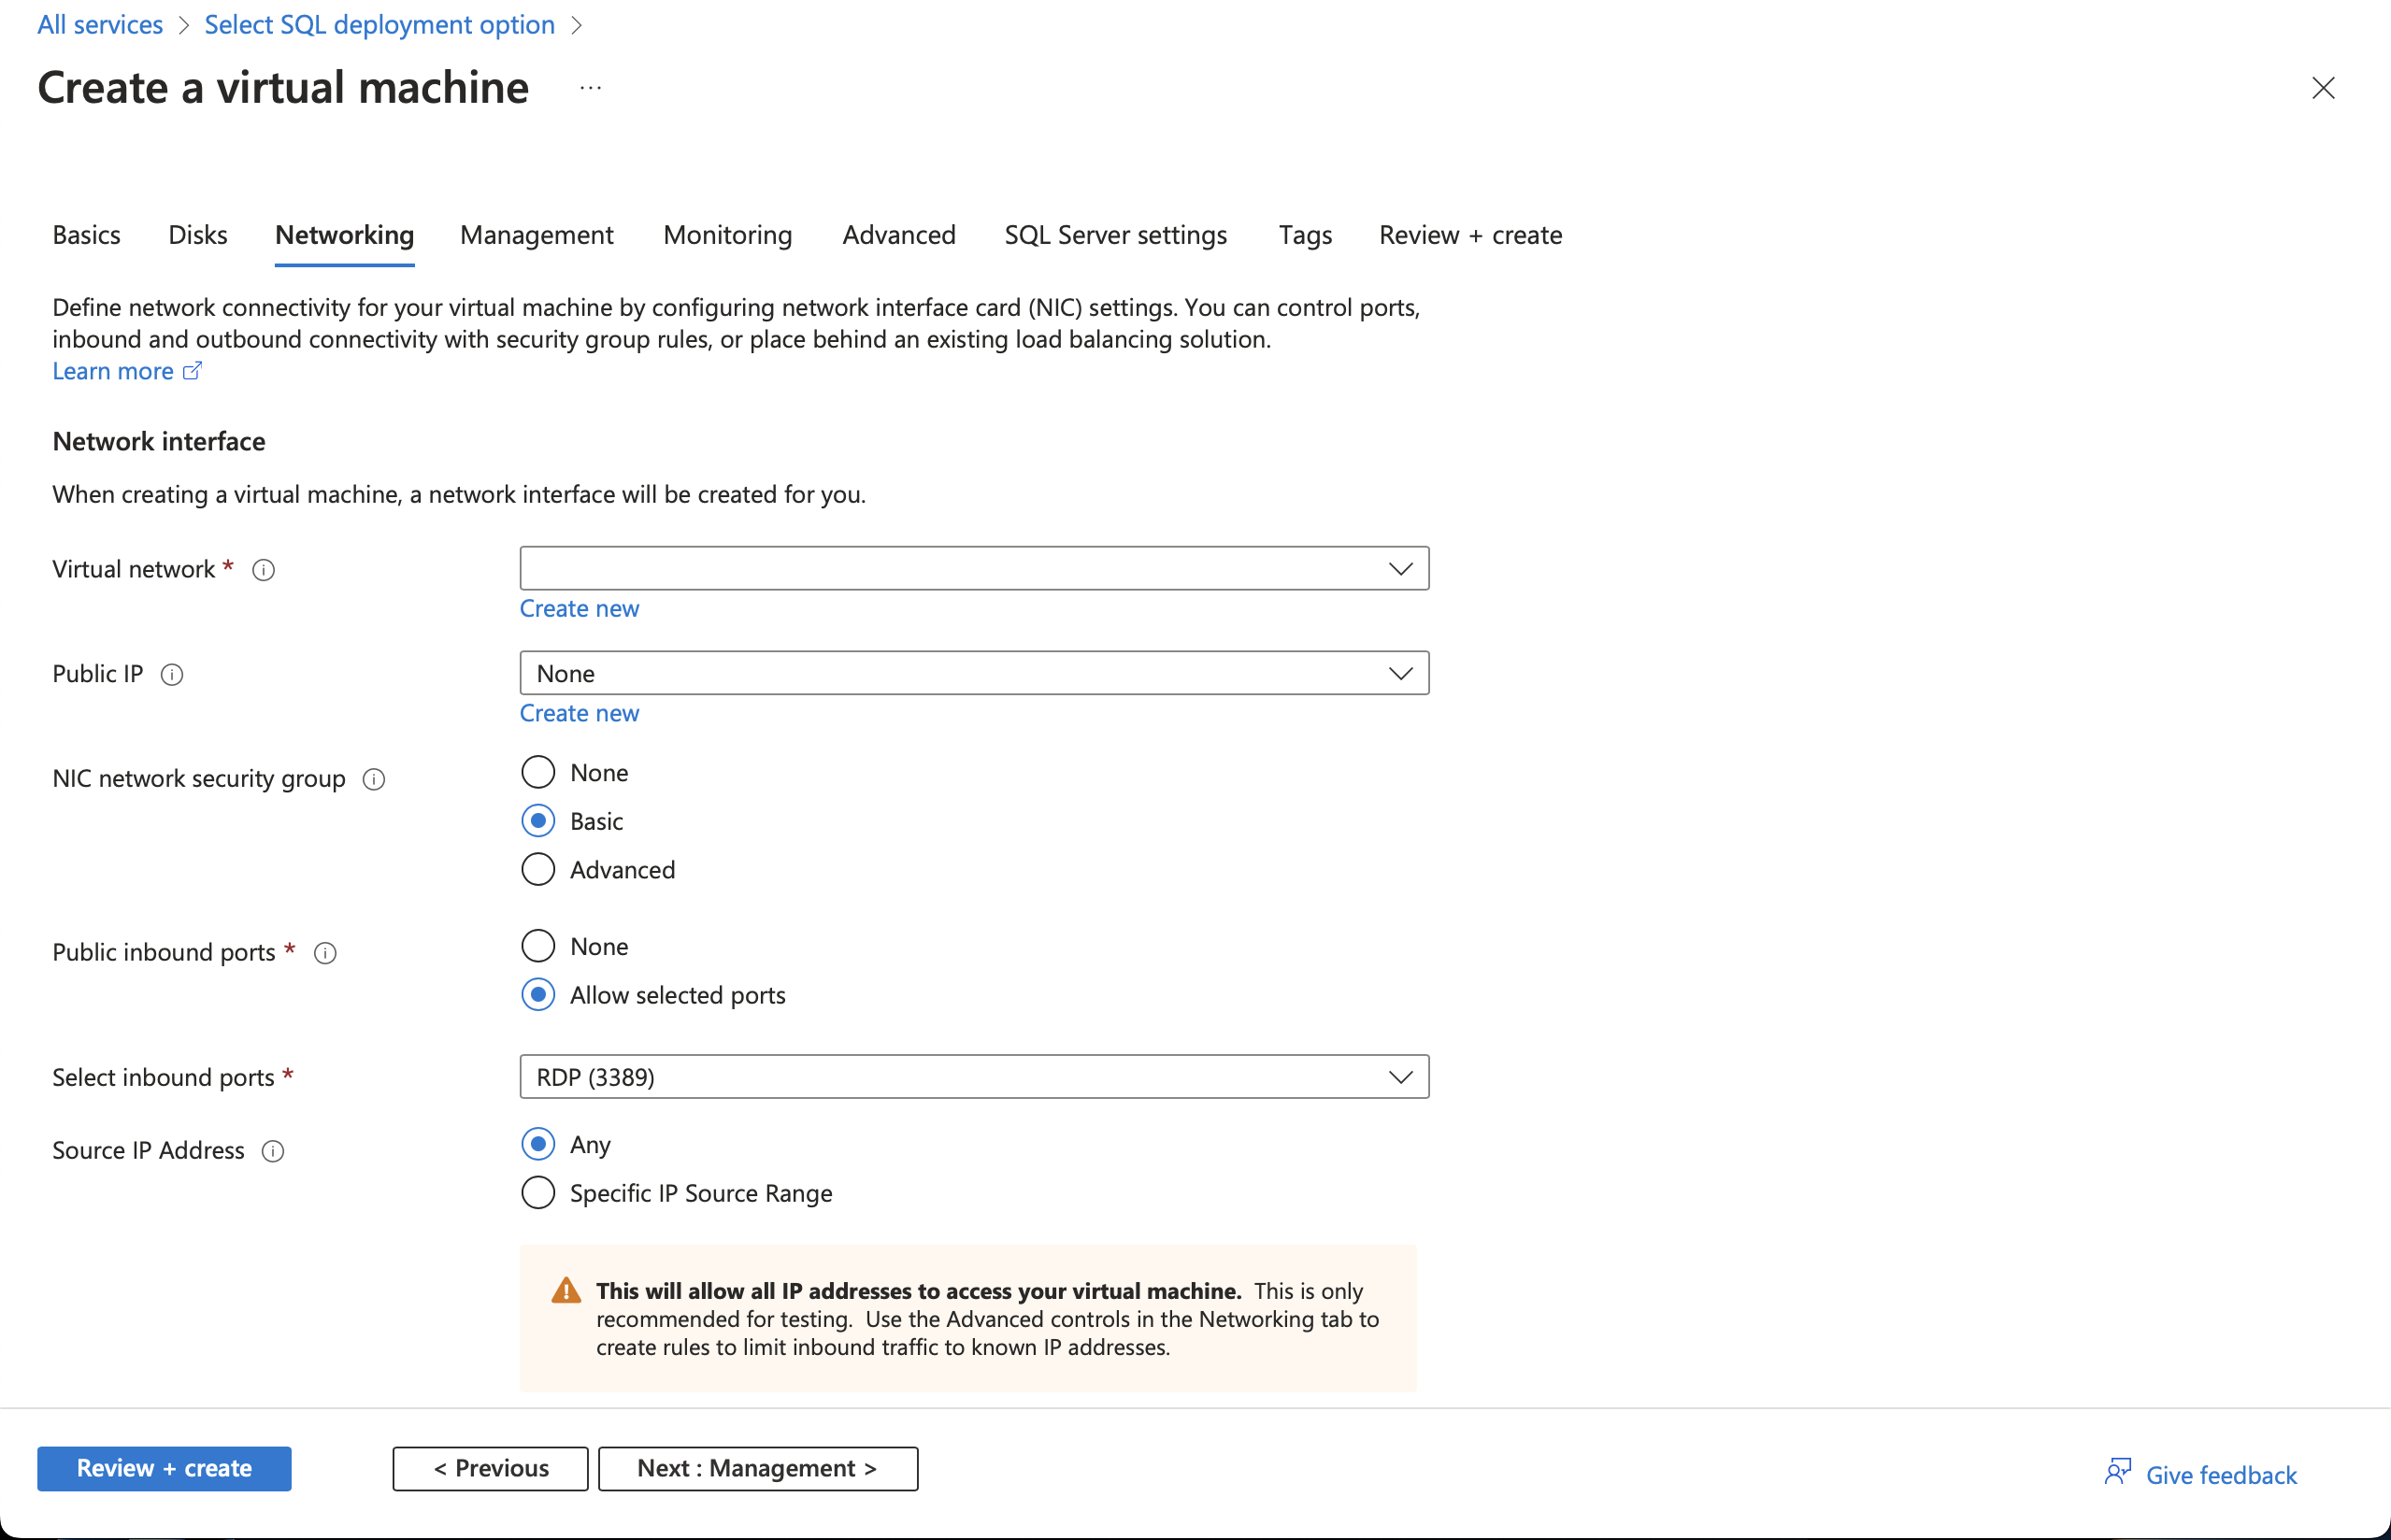 All services > Select SQL deployment option >
Create a virtual machine ...
Basics Disks Networking Management Monitoring Advanced SQL Server settings Tags Review + create
Define network connectivity for your virtual machine by configuring network interface card (NIC) settings. You can control ports,
inbound and outbound connectivity with security group rules, or place behind an existing load balancing solution.
Learn more
Network interface
When creating a virtual machine, a network interface will be created for you.
Virtual network *
Create new
Public IP
None
Create new
NIC network security group
None
Basic
Advanced
Public inbound ports *
None
Allow selected ports
Select inbound ports *
RDP (3389)
Source IP Address
Any
Specific IP Source Range
This will allow all IP addresses to access your virtual machine. This is only
recommended for testing. Use the Advanced controls in the Networking tab to
create rules to limit inbound traffic to known IP addresses.
Review + create
< Previous
Next : Management >
Give feedback